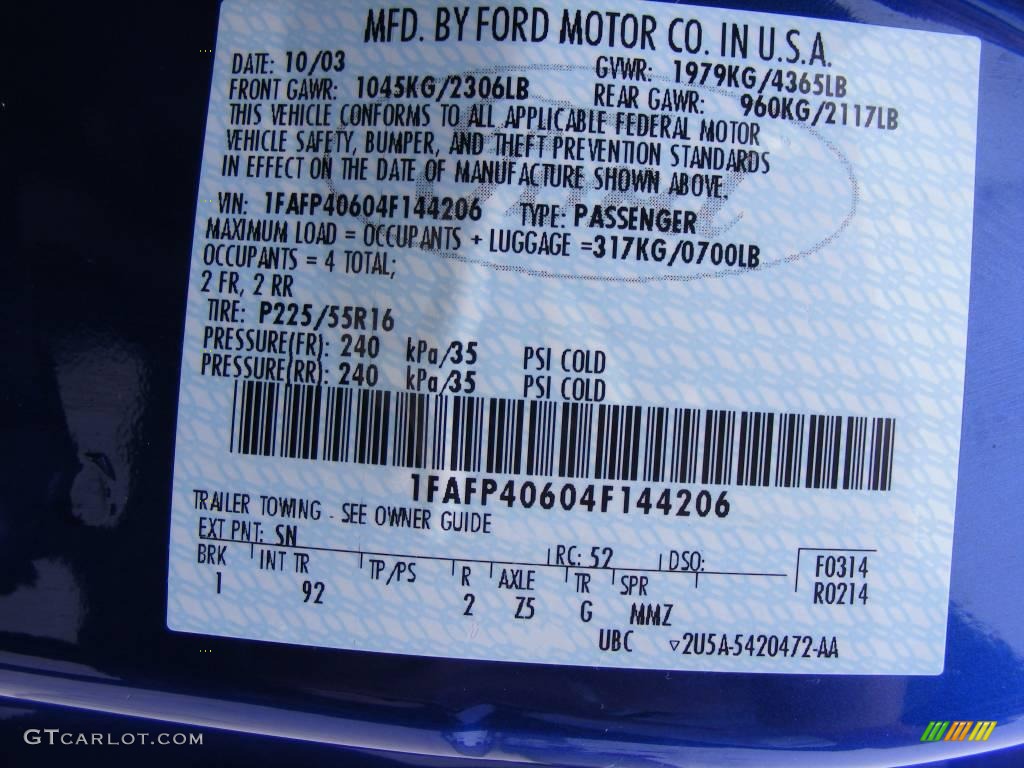 MFD. BY FORD MOTOR CO. IN U.S.A.
DATE: 10/03 GVWR: 1979KG/4365LB
FRONT GAWR: 1045KG/2306LB REAR GAWR: 960KG/2117LB
THIS VEHICLE CONFORMS TO ALL APPLICABLE FEDERAL MOTOR
VEHICLE SAFETY, BUMPER, AND THEFT PREVENTION STANDARDS
IN EFFECT ON THE DATE OF MANUFACTURE SHOWN ABOVE.
VIN: 1FAFP40604F144206 TYPE: PASSENGER
MAXIMUM LOAD = OCCUPANTS + LUGGAGE =317KG/0700LB
OCCUPANTS = 4 TOTAL;
2 FR, 2 RR
TIRE: P225/55R16
PRESSURE(FR): 240 kPa/35 PSI COLD
PRESSURE(RR): 240 kPa/35 PSI COLD
1FAFP40604F144206
TRAILER TOWING - SEE OWNER GUIDE
EXT PNT: SN RC: 52 DSO:
BRK INT TR TP/PS R AXLE TR SPR F0314
1 92 2 Z5 G MMZ R0214
UBC ▽2U5A-5420472-AA
GTCARLOT.COM